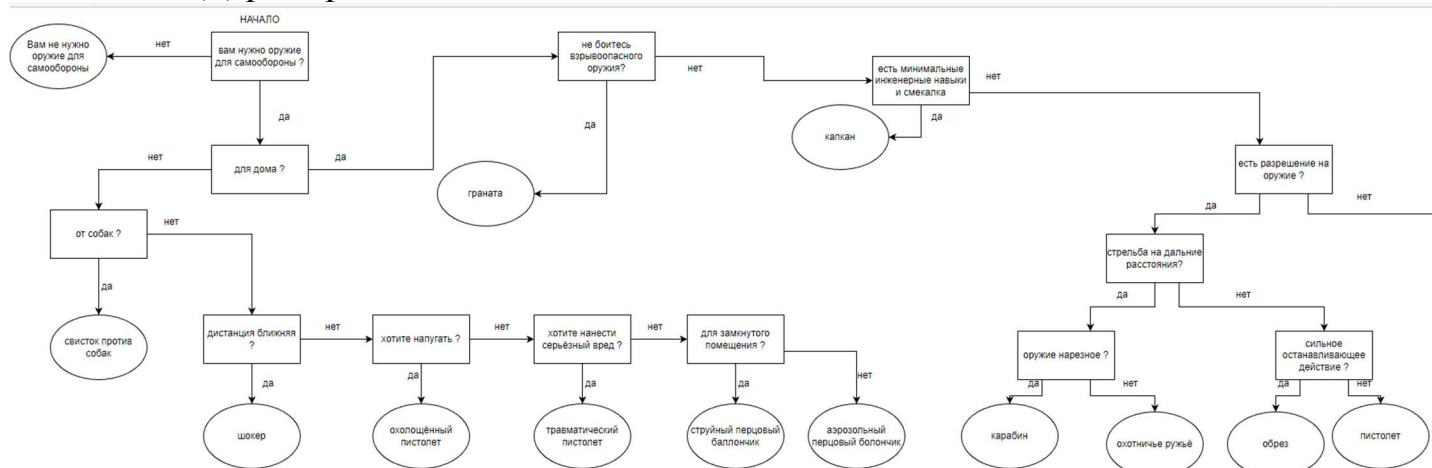 НАЧАЛО
Вам не нужно
оружие для
самообороны
нет
вам нужно оружие
для самообороны ?
да
нет
для дома ?
да
не боитесь
взрывоопасного
оружия?
нет
да
граната
есть минимальные
инженерные навыки
и смекалка
нет
да
капкан
есть разрешение на
оружие ?
да
нет
от собак ?
нет
да
свисток против
собак
дистанция ближняя
?
нет
да
шокер
хотите напугать ?
нет
да
охолощённый
пистолет
хотите нанести
серьёзный вред ?
нет
да
травматический
пистолет
для замкнутого
помещения ?
да
нет
струйный перцовый
баллончик
аэрозольный
перцовый болончик
стрельба на дальние
расстояния?
да
нет
оружие нарезное ?
да
нет
карабин
охотничье ружьё
сильное
останавливающее
действие ?
да
нет
обрез
пистолет